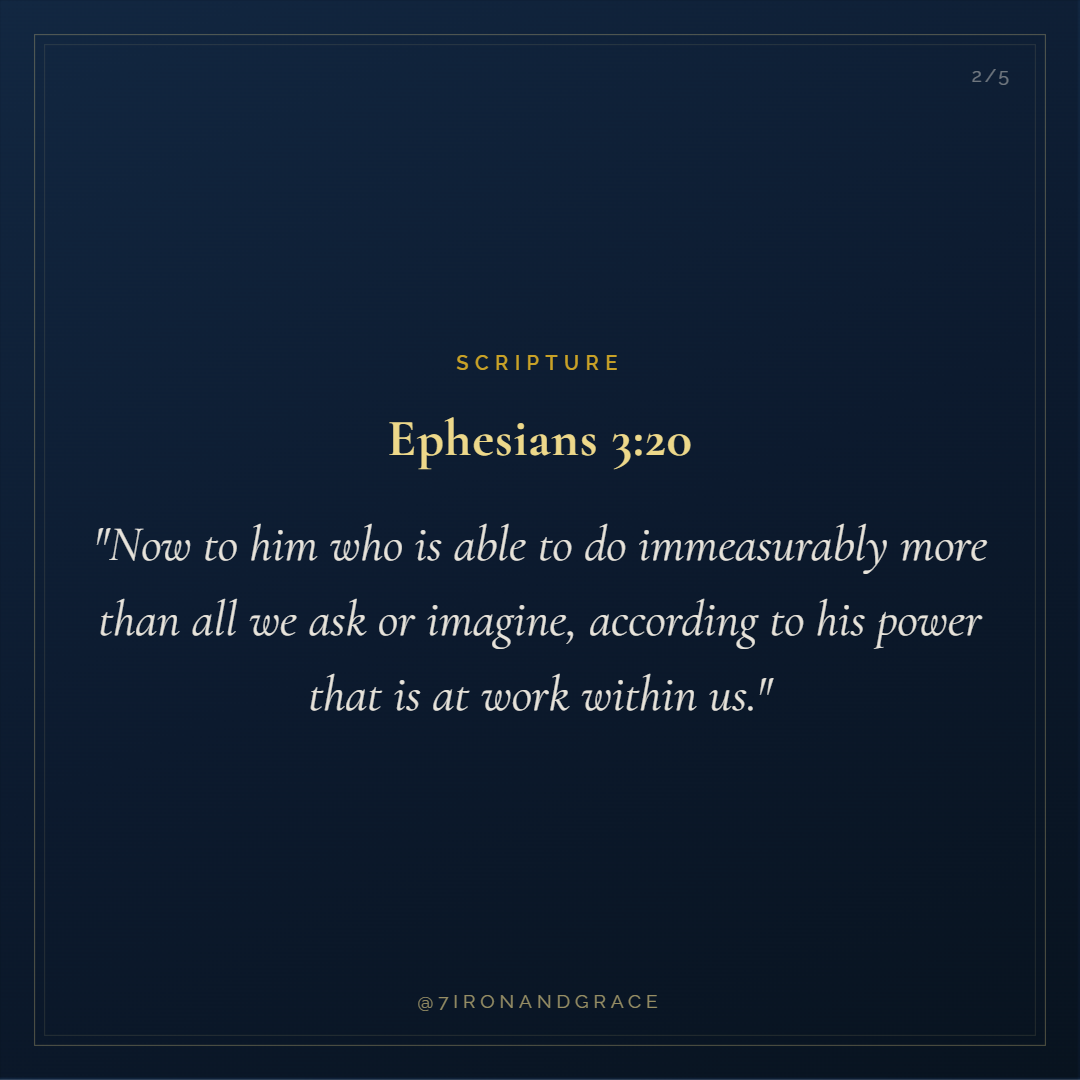 2/5
SCRIPTURE
Ephesians 3:20
"Now to him who is able to do immeasurably more
than all we ask or imagine, according to his power
that is at work within us."
@7IRONANDGRACE